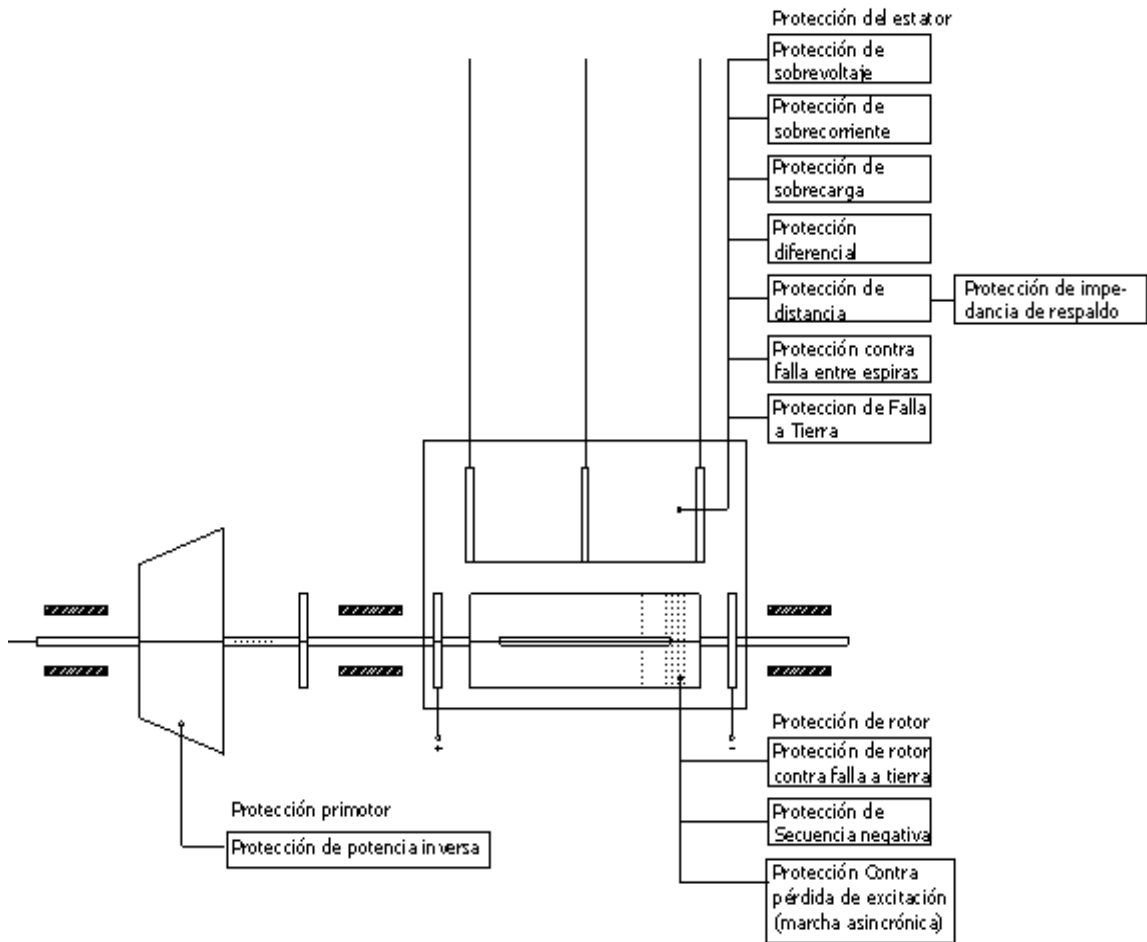 Protección del estator
Protección de
sobrevoltaje
Protección de
sobrecorriente
Protección de
sobrecarga
Protección
diferencial
Protección de
distancia
Protección de impe-
dancia de respaldo
Protección contra
falla entre espiras
Proteccion de Falla
a Tierra
+
-
Protección de rotor
Protección de rotor
contra falla a tierra
Protección de
Secuencia negativa
Protección Contra
pérdida de excitación
(marcha asincrónica)
Protección primotor
Protección de potencia inversa